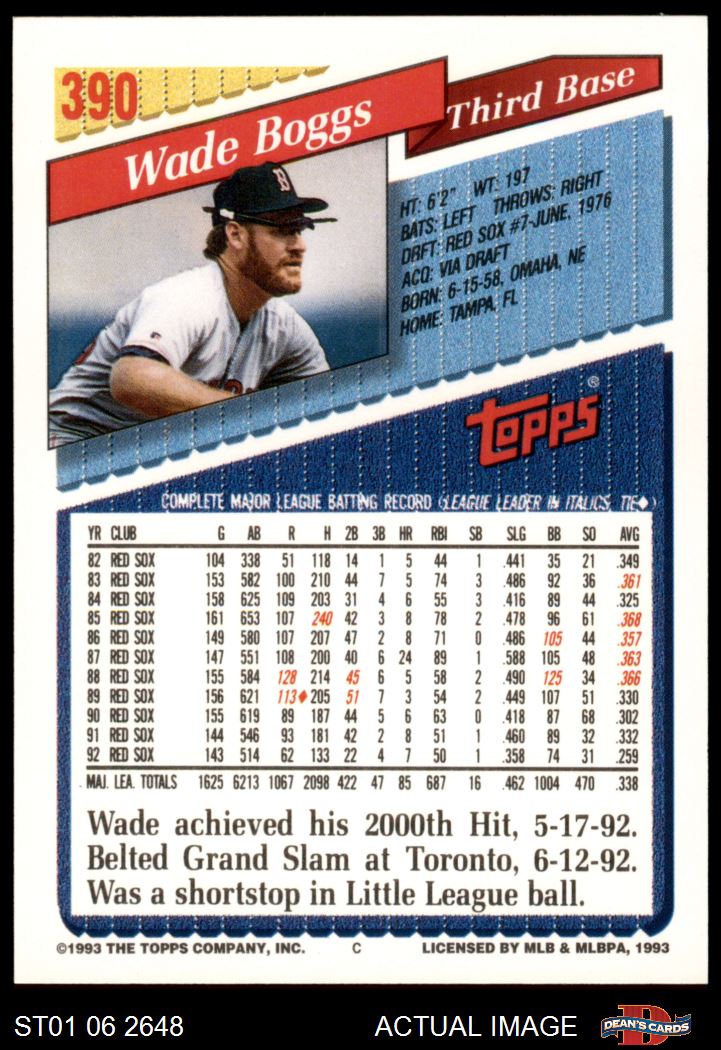 390
Wade Boggs
Third Base
B
HT: 6'2" WT: 197
BATS: LEFT THROWS: RIGHT
DRFT: RED SOX #7-JUNE, 1976
ACQ: VIA DRAFT
BORN: 6-15-58, OMAHA, NE
HOME: TAMPA, FL
TOPPS®
COMPLETE MAJOR LEAGUE BATTING RECORD (LEAGUE LEADER IN ITALICS, TIE♦)
YR CLUB G AB R H 2B 3B HR RBI SB SLG BB SO AVG
82 RED SOX 104 338 51 118 14 1 5 44 1 .441 35 21 .349
83 RED SOX 153 582 100 210 44 7 5 74 3 .486 92 36 .361
84 RED SOX 158 625 109 203 31 4 6 55 3 .416 89 44 .325
85 RED SOX 161 653 107 240 42 3 8 78 2 .478 96 61 .368
86 RED SOX 149 580 107 207 47 2 8 71 0 .486 105 44 .357
87 RED SOX 147 551 108 200 40 6 24 89 1 .588 105 48 .363
88 RED SOX 155 584 128 214 45 6 5 58 2 .490 125 34 .366
89 RED SOX 156 621 113♦ 205 51 7 3 54 2 .449 107 51 .330
90 RED SOX 155 619 89 187 44 5 6 63 0 .418 87 68 .302
91 RED SOX 144 546 93 181 42 2 8 51 1 .460 89 32 .332
92 RED SOX 143 514 62 133 22 4 7 50 1 .358 74 31 .259
MAJ. LEA. TOTALS 1625 6213 1067 2098 422 47 85 687 16 .462 1004 470 .338
Wade achieved his 2000th Hit, 5-17-92.
Belted Grand Slam at Toronto, 6-12-92.
Was a shortstop in Little League ball.
©1993 THE TOPPS COMPANY, INC. C LICENSED BY MLB & MLBPA, 1993
ST01 06 2648 ACTUAL IMAGE D DEAN'S CARDS